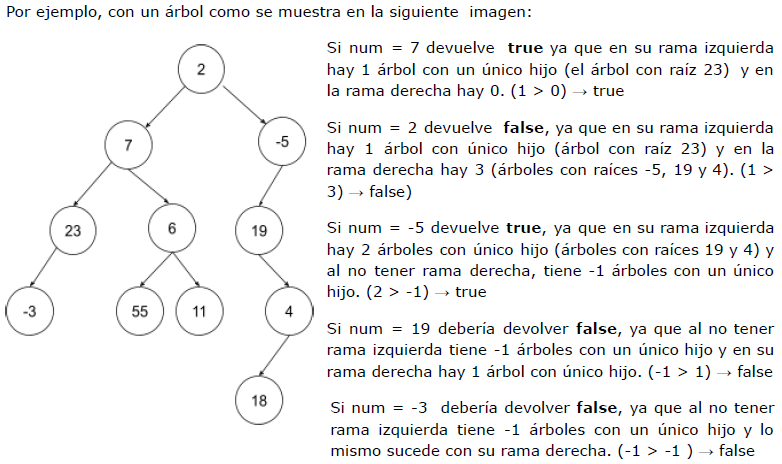 Por ejemplo, con un árbol como se muestra en la siguiente imagen:
2
7
-5
23
6
19
-3
55
11
4
18
Si num = 7 devuelve true ya que en su rama izquierda
hay 1 árbol con un único hijo (el árbol con raíz 23) y en
la rama derecha hay 0. (1 > 0) → true
Si num = 2 devuelve false, ya que en su rama izquierda
hay 1 árbol con único hijo (árbol con raíz 23) y en la
rama derecha hay 3 (árboles con raíces -5, 19 y 4). (1 >
3) → false)
Si num = -5 devuelve true, ya que en su rama izquierda
hay 2 árboles con único hijo (árboles con raíces 19 y 4) y
al no tener rama derecha, tiene -1 árboles con un único
hijo. (2 > -1) → true
Si num = 19 debería devolver false, ya que al no tener
rama izquierda tiene -1 árboles con un único hijo y en su
rama derecha hay 1 árbol con único hijo. (-1 > 1) → false
Si num = -3 debería devolver false, ya que al no tener
rama izquierda tiene -1 árboles con un único hijo y lo
mismo sucede con su rama derecha. (-1 > -1 ) → false